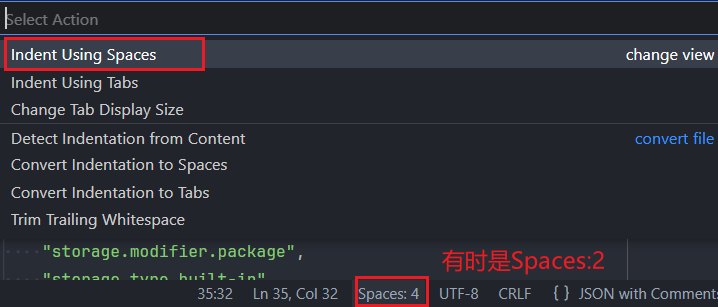 Select Action
Indent Using Spaces change view
Indent Using Tabs
Change Tab Display Size
Detect Indentation from Content convert file
Convert Indentation to Spaces
Convert Indentation to Tabs
Trim Trailing Whitespace
"storage.modifier.package",
"storage.type.built-in"
有时是Spaces:2
35:32 Ln 35, Col 32 Spaces: 4 UTF-8 CRLF { } JSON with Comments